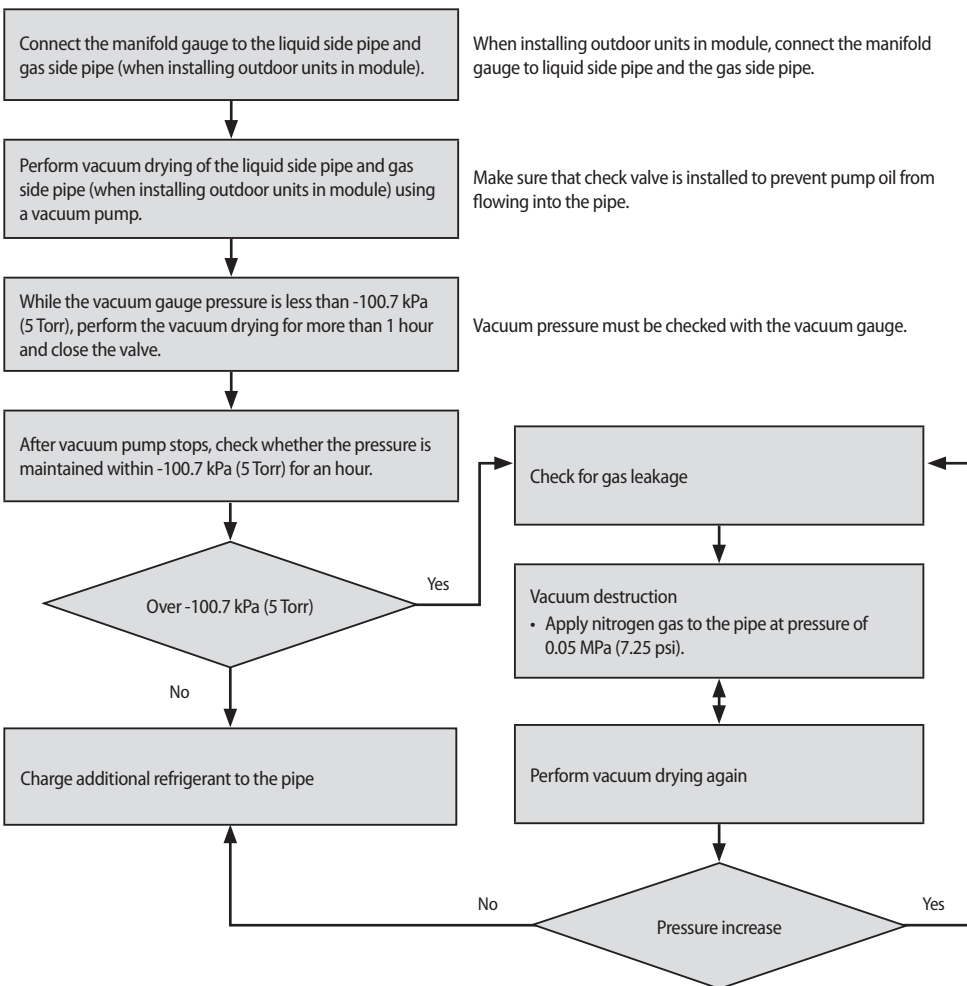 Connect the manifold gauge to the liquid side pipe and
gas side pipe (when installing outdoor units in module).
When installing outdoor units in module, connect the manifold
gauge to liquid side pipe and the gas side pipe.
Perform vacuum drying of the liquid side pipe and gas
side pipe (when installing outdoor units in module) using
a vacuum pump.
Make sure that check valve is installed to prevent pump oil from
flowing into the pipe.
While the vacuum gauge pressure is less than -100.7 kPa
(5 Torr), perform the vacuum drying for more than 1 hour
and close the valve.
Vacuum pressure must be checked with the vacuum gauge.
After vacuum pump stops, check whether the pressure is
maintained within -100.7 kPa (5 Torr) for an hour.
Check for gas leakage
Over -100.7 kPa (5 Torr)
Yes
No
Vacuum destruction
• Apply nitrogen gas to the pipe at pressure of
0.05 MPa (7.25 psi).
Charge additional refrigerant to the pipe
Perform vacuum drying again
Pressure increase
No
Yes